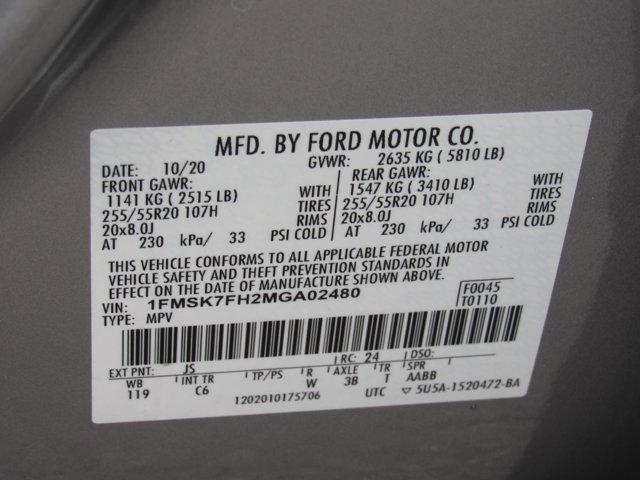 MFD. BY FORD MOTOR CO.
DATE: 10/20 GVWR: 2635 KG ( 5810 LB)
FRONT GAWR: REAR GAWR:
1141 KG ( 2515 LB) WITH 1547 KG ( 3410 LB) WITH
255/55R20 107H TIRES 255/55R20 107H TIRES
20x8.0J RIMS 20x8.0J RIMS
AT 230 kPa/ 33 PSI COLD AT 230 kPa/ 33 PSI COLD
THIS VEHICLE CONFORMS TO ALL APPLICABLE FEDERAL MOTOR
VEHICLE SAFETY AND THEFT PREVENTION STANDARDS IN
EFFECT ON THE DATE OF MANUFACTURE SHOWN ABOVE.
VIN: 1FMSK7FH2MGA02480 F0045
TYPE: MPV T0110
EXT PNT: JS RC: 24 DSO:
WB INT TR TP/PS R AXLE TR SPR
119 C6 W 3B T AABB
1202010175706 UTC ▽ 5U5A-1520472-BA